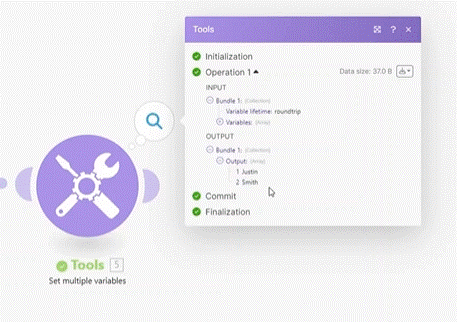 Tools
Initialization
Operation 1
Data size: 37.0 B
INPUT
Bundle 1: (Collection)
Variable lifetime: roundtrip
Variables: (Array)
OUTPUT
Bundle 1: (Collection)
Output: (Array)
1 Justin
2 Smith
Commit
Finalization
Tools 5
Set multiple variables